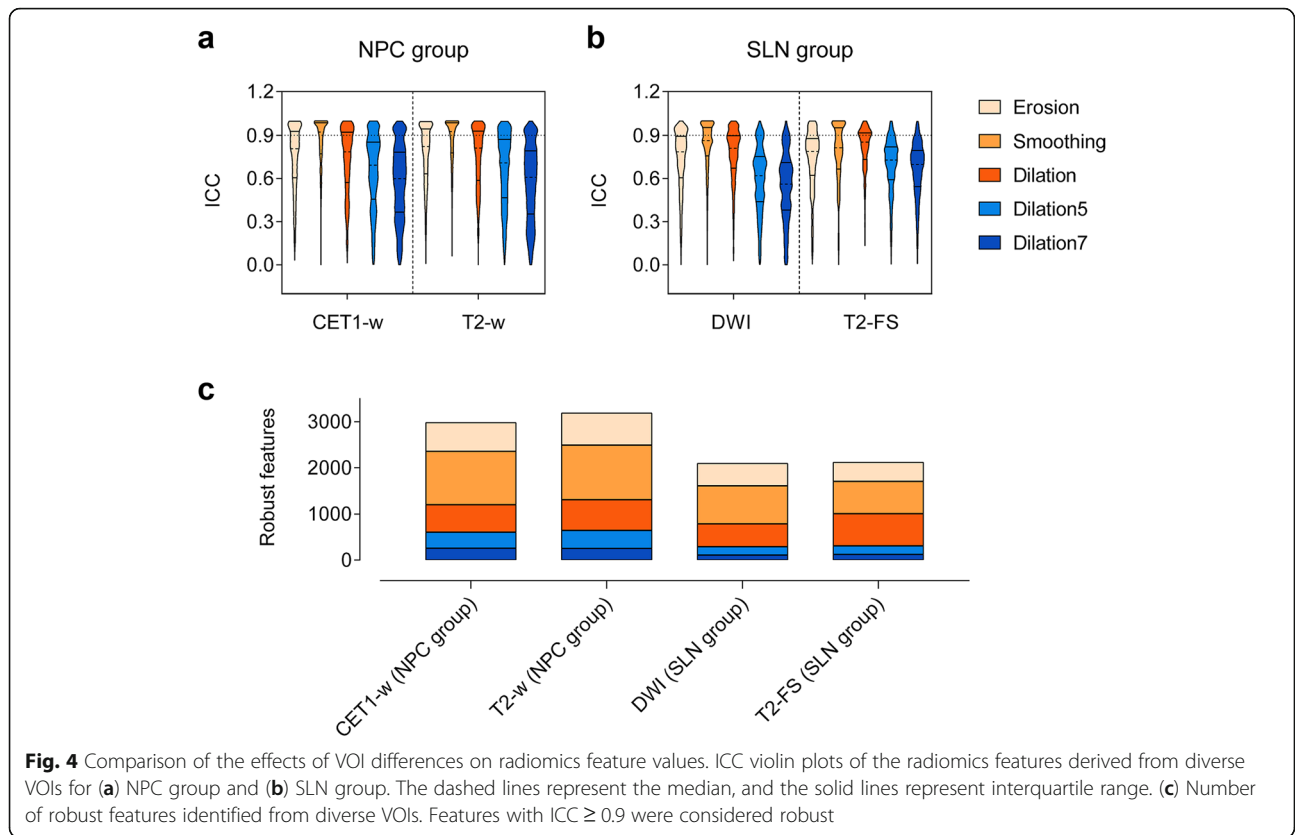 a
NPC group
b
SLN group
1.2
0.9
0.6
0.3
0.0
ICC
CET1-w
T2-w
1.2
0.9
0.6
0.3
0.0
ICC
DWI
T2-FS
Erosion
Smoothing
Dilation
Dilation5
Dilation7
c
3000
2000
1000
0
Robust features
CET1-w (NPC group)
T2-w (NPC group)
DWI (SLN group)
T2-FS (SLN group)
Fig. 4 Comparison of the effects of VOI differences on radiomics feature values. ICC violin plots of the radiomics features derived from diverse
VOIs for (a) NPC group and (b) SLN group. The dashed lines represent the median, and the solid lines represent interquartile range. (c) Number
of robust features identified from diverse VOIs. Features with ICC ≥ 0.9 were considered robust